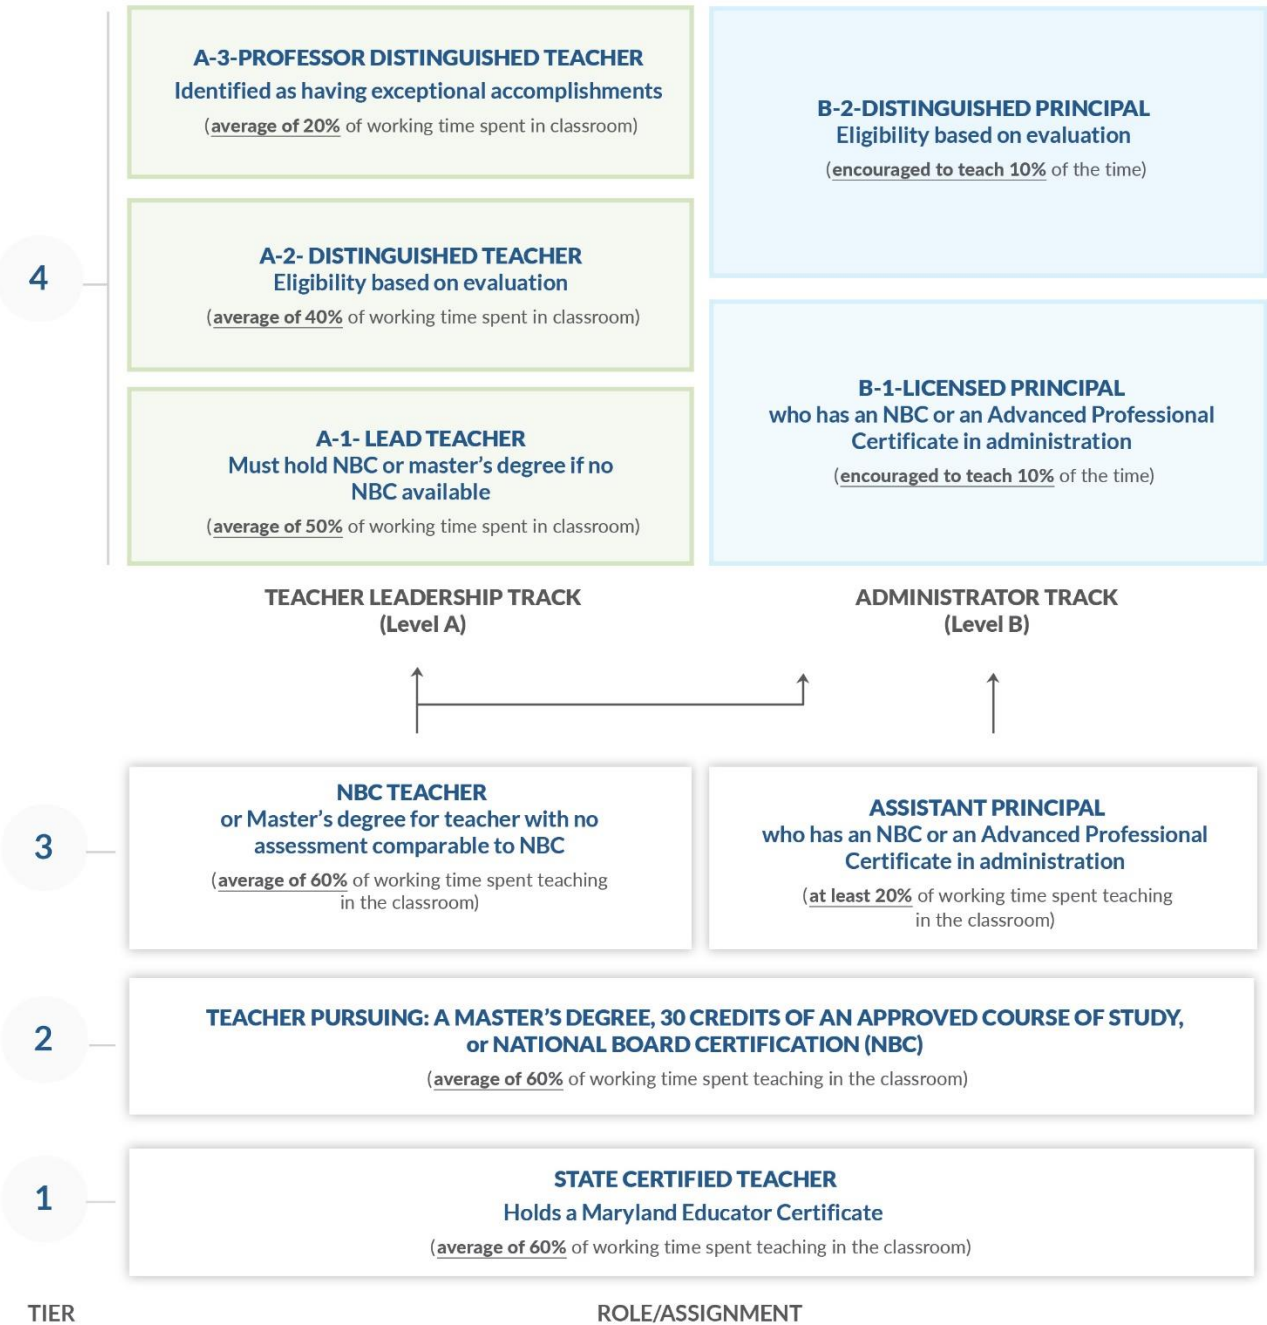 4
A-3-PROFESSOR DISTINGUISHED TEACHER
Identified as having exceptional accomplishments
(average of 20% of working time spent in classroom)
A-2- DISTINGUISHED TEACHER
Eligibility based on evaluation
(average of 40% of working time spent in classroom)
A-1- LEAD TEACHER
Must hold NBC or master’s degree if no
NBC available
(average of 50% of working time spent in classroom)
TEACHER LEADERSHIP TRACK
(Level A)
B-2-DISTINGUISHED PRINCIPAL
Eligibility based on evaluation
(encouraged to teach 10% of the time)
B-1-LICENSED PRINCIPAL
who has an NBC or an Advanced Professional
Certificate in administration
(encouraged to teach 10% of the time)
ADMINISTRATOR TRACK
(Level B)
3
NBC TEACHER
or Master’s degree for teacher with no
assessment comparable to NBC
(average of 60% of working time spent teaching
in the classroom)
ASSISTANT PRINCIPAL
who has an NBC or an Advanced Professional
Certificate in administration
(at least 20% of working time spent teaching
in the classroom)
2
TEACHER PURSUING: A MASTER’S DEGREE, 30 CREDITS OF AN APPROVED COURSE OF STUDY,
or NATIONAL BOARD CERTIFICATION (NBC)
(average of 60% of working time spent teaching in the classroom)
1
STATE CERTIFIED TEACHER
Holds a Maryland Educator Certificate
(average of 60% of working time spent teaching in the classroom)
TIER
ROLE/ASSIGNMENT